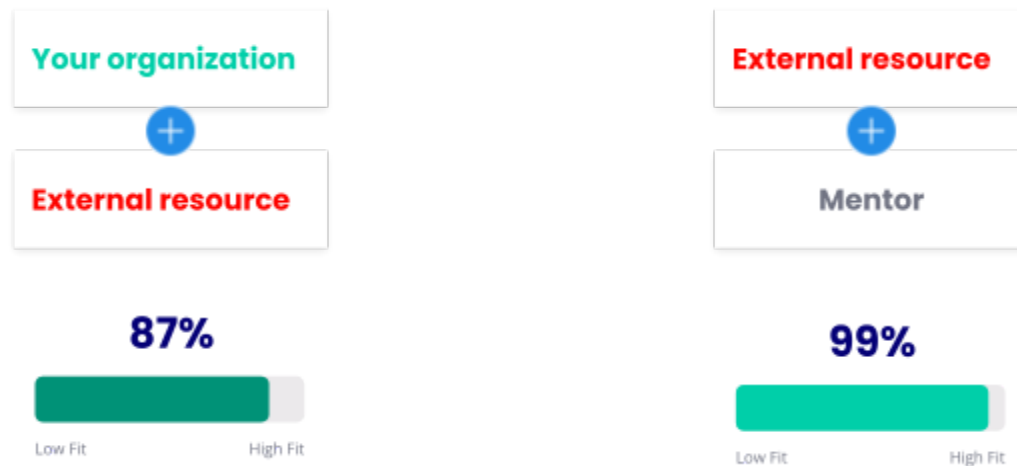 Your organization
External resource
87%
Low Fit High Fit
External resource
Mentor
99%
Low Fit High Fit